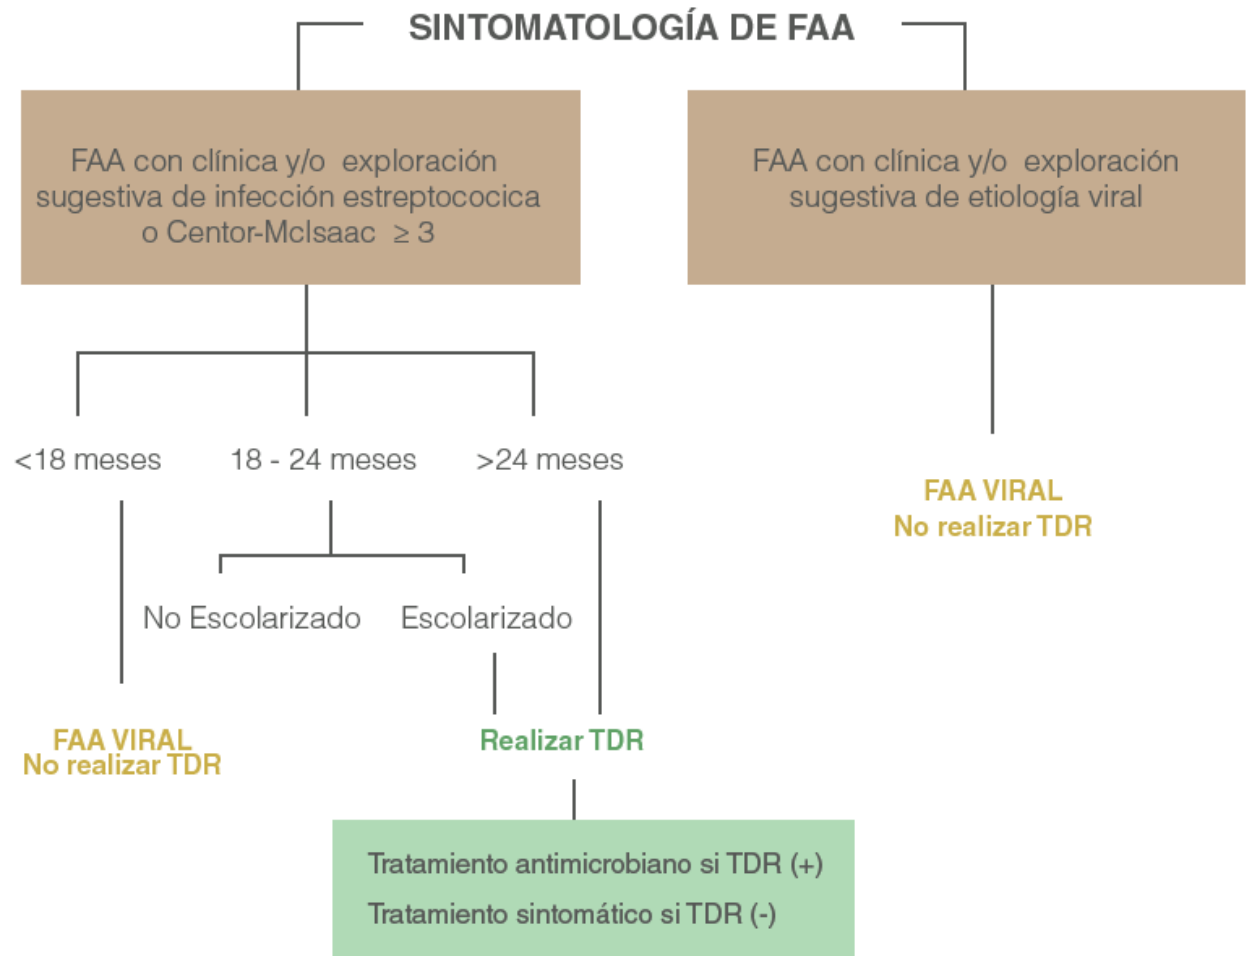 SINTOMATOLOGÍA DE FAA
FAA con clínica y/o exploración
sugestiva de infección estreptococica
o Centor-McIsaac ≥ 3
FAA con clínica y/o exploración
sugestiva de etiología viral
<18 meses
18 - 24 meses
>24 meses
FAA VIRAL
No realizar TDR
No Escolarizado
Escolarizado
FAA VIRAL
No realizar TDR
Realizar TDR
Tratamiento antimicrobiano si TDR (+)
Tratamiento sintomático si TDR (-)